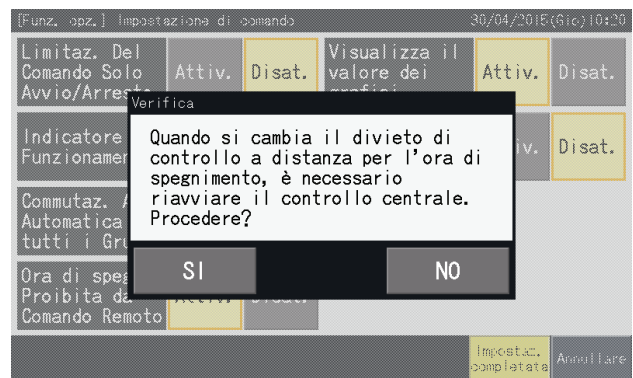 [Funz. opz.] Impostazione di comando 30/04/2015(Gio)10:20
Limitaz. Del
Comando Solo
Avvio/Arresto
Attiv. Disat.
Visualizza il
valore dei
grafici
Attiv. Disat.
Verifica
Quando si cambia il divieto di
controllo a distanza per l'ora di
spegnimento, è necessario
riavviare il controllo centrale.
Procedere?
SI NO
Indicatore
Funzionamen
iv. Disat.
Commutaz. A
Automatica
tutti i Gru
Ora di speg
Proibita da
Comando Remoto
Attiv. Disat.
Impostaz.
completata
Annullare